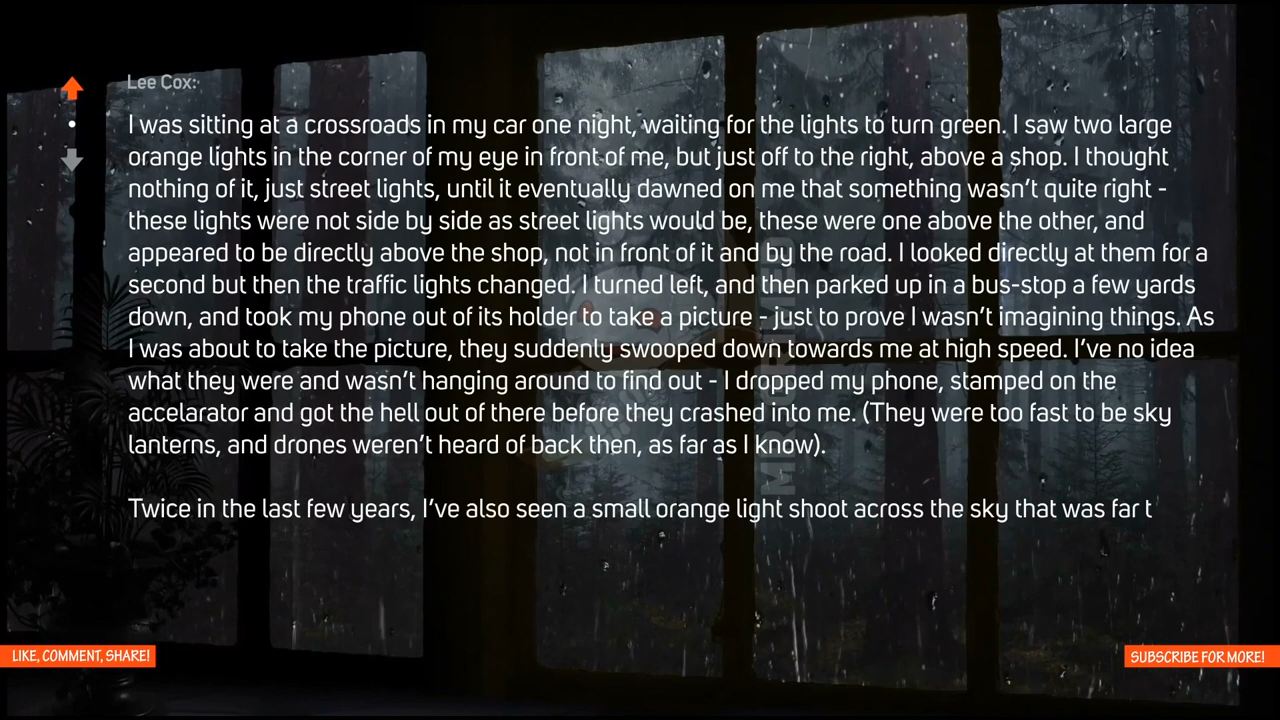 Lee Cox:
I was sitting at a crossroads in my car one night, waiting for the lights to turn green. I saw two large
orange lights in the corner of my eye in front of me, but just off to the right, above a shop. I thought
nothing of it, just street lights, until it eventually dawned on me that something wasn't quite right -
these lights were not side by side as street lights would be, these were one above the other, and
appeared to be directly above the shop, not in front of it and by the road. I looked directly at them for a
second but then the traffic lights changed. I turned left, and then parked up in a bus-stop a few yards
down, and took my phone out of its holder to take a picture - just to prove I wasn't imagining things. As
I was about to take the picture, they suddenly swooped down towards me at high speed. I've no idea
what they were and wasn't hanging around to find out - I dropped my phone, stamped on the
accelarator and got the hell out of there before they crashed into me. (They were too fast to be sky
lanterns, and drones weren't heard of back then, as far as I know).
Twice in the last few years, I've also seen a small orange light shoot across the sky that was far t
LIKE, COMMENT, SHARE!
SUBSCRIBE FOR MORE!